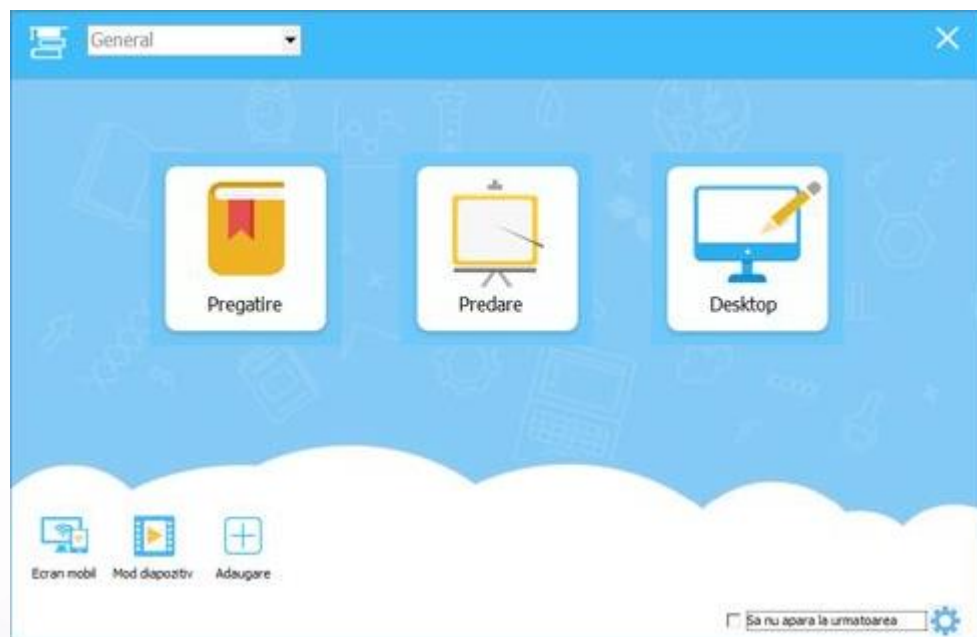 General
Pregatire
Predare
Desktop
Ecran mobil
Mod diapozitiv
Adaugare
Sa nu apara la urmatoarea